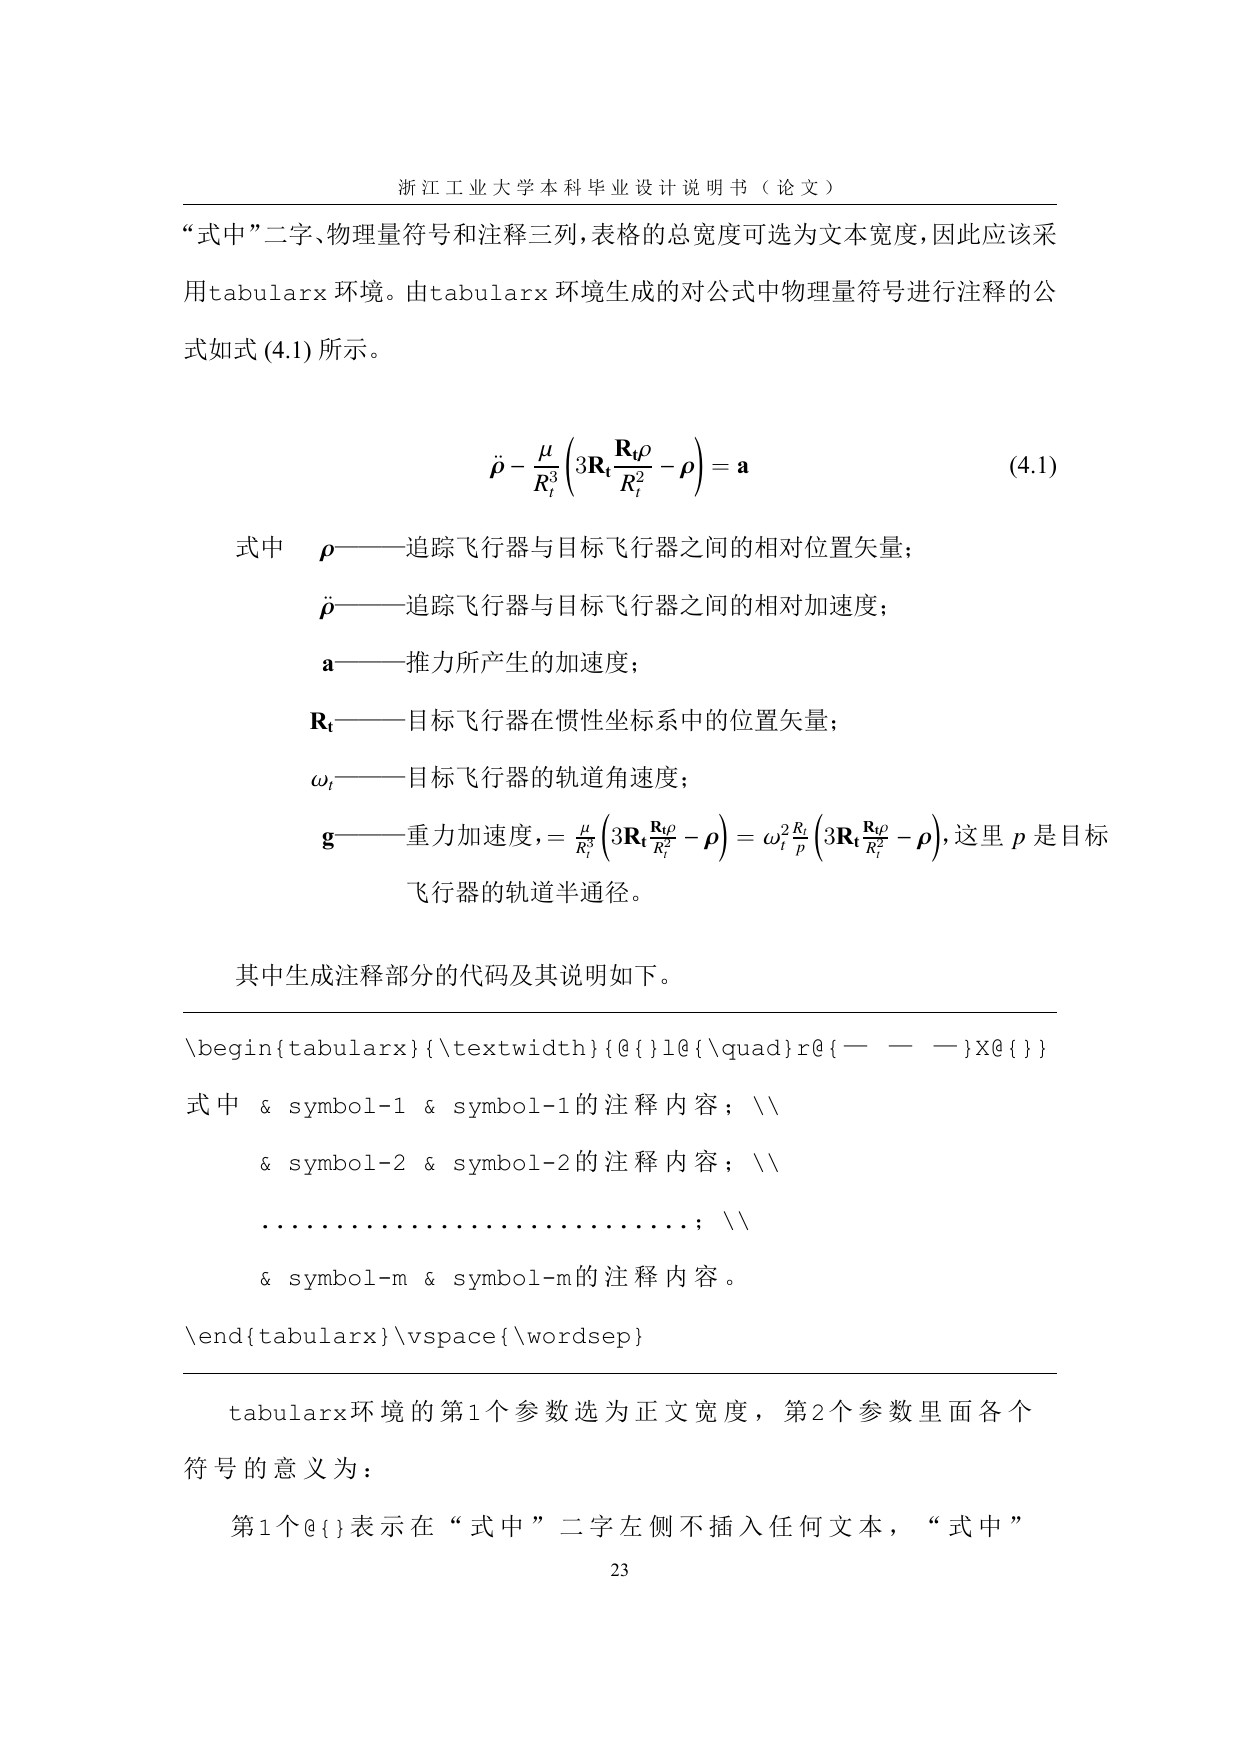 浙江工业大学本科毕业设计说明书（论文）
“式中”二字、物理量符号和注释三列，表格的总宽度可选为文本宽度，因此应该采
用tabularx 环境。由tabularx 环境生成的对公式中物理量符号进行注释的公
式如式 (4.1) 所示。
$\ddot{\boldsymbol{\rho}} - \frac{\mu}{R_t^3}\left(3\mathbf{R_t}\frac{\mathbf{R_t}\rho}{R_t^2} - \boldsymbol{\rho}\right) = \mathbf{a}$ (4.1)
式中 ρ———追踪飞行器与目标飞行器之间的相对位置矢量；
$\ddot{\boldsymbol{\rho}}$———追踪飞行器与目标飞行器之间的相对加速度；
a———推力所产生的加速度；
$\mathbf{R_t}$———目标飞行器在惯性坐标系中的位置矢量；
$\omega_t$———目标飞行器的轨道角速度；
g———重力加速度，$= \frac{\mu}{R_t^3}\left(3\mathbf{R_t}\frac{\mathbf{R_t}\rho}{R_t^2} - \boldsymbol{\rho}\right) = \omega_t^2\frac{R_t}{p}\left(3\mathbf{R_t}\frac{\mathbf{R_t}\rho}{R_t^2} - \boldsymbol{\rho}\right)$，这里 p 是目标
飞行器的轨道半通径。
其中生成注释部分的代码及其说明如下。
\begin{tabularx}{\textwidth}{@{}l@{\quad}r@{— — —}X@{}}
式中 & symbol-1 & symbol-1的注释内容；\\
& symbol-2 & symbol-2的注释内容；\\
.............................；\\
& symbol-m & symbol-m的注释内容。
\end{tabularx}\vspace{\wordsep}
tabularx环境的第1个参数选为正文宽度，第2个参数里面各个
符号的意义为：
第1个@{}表示在“式中”二字左侧不插入任何文本，“式中”
23